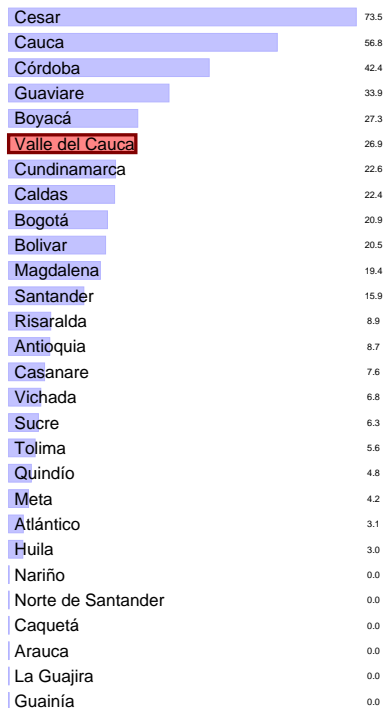 Cesar 73.5
Cauca 56.8
Córdoba 42.4
Guaviare 33.9
Boyacá 27.3
Valle del Cauca 26.9
Cundinamarca 22.6
Caldas 22.4
Bogotá 20.9
Bolivar 20.5
Magdalena 19.4
Santander 15.9
Risaralda 8.9
Antioquia 8.7
Casanare 7.6
Vichada 6.8
Sucre 6.3
Tolima 5.6
Quindío 4.8
Meta 4.2
Atlántico 3.1
Huila 3.0
Nariño 0.0
Norte de Santander 0.0
Caquetá 0.0
Arauca 0.0
La Guajira 0.0
Guainía 0.0